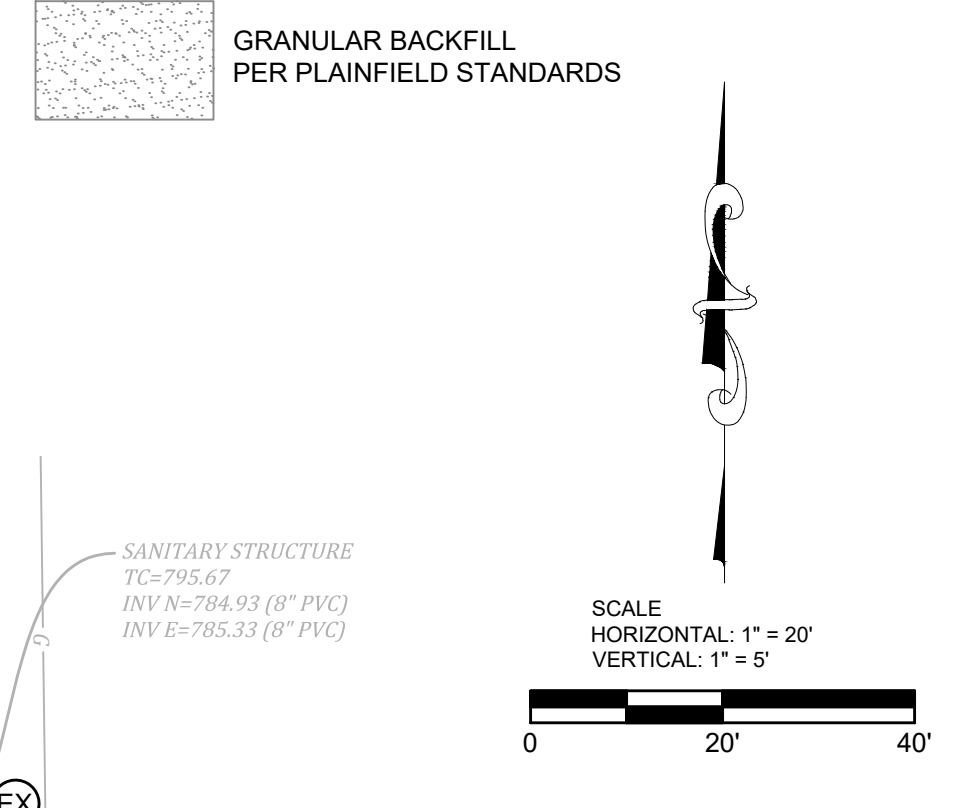 GRANULAR BACKFILL
PER PLAINFIELD STANDARDS
SANITARY STRUCTURE
TC=795.67
INV N=784.93 (8" PVC)
INV E=785.33 (8" PVC)
G
SCALE
HORIZONTAL: 1" = 20'
VERTICAL: 1" = 5'
0 20' 40'
EX